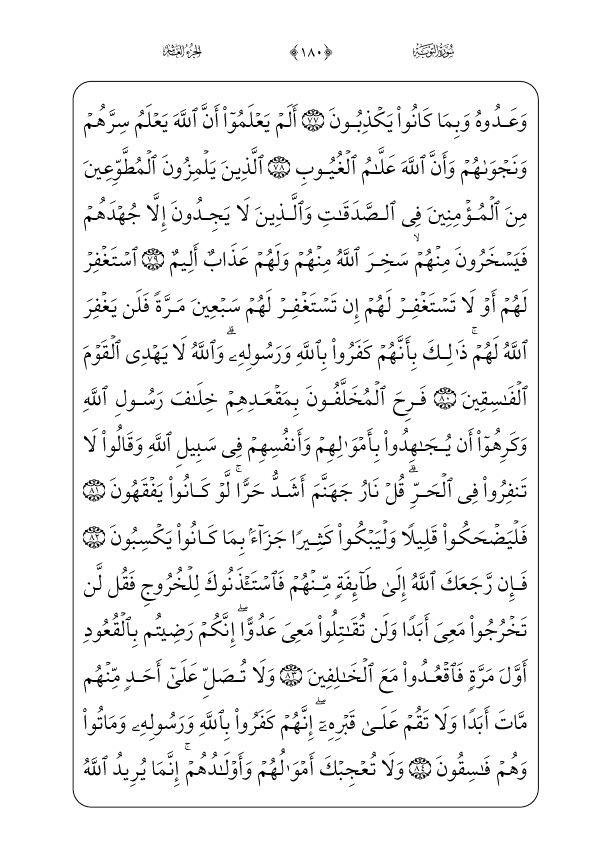 سُورَةُ التَّوْبَةِ ﴿١٨٠﴾ الجُزْءُ العَاشِرُ
وَعَدُوهُ وَبِمَا كَانُوا۟ يَكْذِبُونَ ٧٧ أَلَمْ يَعْلَمُوٓا۟ أَنَّ ٱللَّهَ يَعْلَمُ سِرَّهُمْ
وَنَجْوَىٰهُمْ وَأَنَّ ٱللَّهَ عَلَّٰمُ ٱلْغُيُوبِ ٧٨ ٱلَّذِينَ يَلْمِزُونَ ٱلْمُطَّوِّعِينَ
مِنَ ٱلْمُؤْمِنِينَ فِى ٱلصَّدَقَٰتِ وَٱلَّذِينَ لَا يَجِدُونَ إِلَّا جُهْدَهُمْ
فَيَسْخَرُونَ مِنْهُمْ ۙ سَخِرَ ٱللَّهُ مِنْهُمْ وَلَهُمْ عَذَابٌ أَلِيمٌ ٧٩ ٱسْتَغْفِرْ
لَهُمْ أَوْ لَا تَسْتَغْفِرْ لَهُمْ إِن تَسْتَغْفِرْ لَهُمْ سَبْعِينَ مَرَّةً فَلَن يَغْفِرَ
ٱللَّهُ لَهُمْ ۚ ذَٰلِكَ بِأَنَّهُمْ كَفَرُوا۟ بِٱللَّهِ وَرَسُولِهِۦ ۗ وَٱللَّهُ لَا يَهْدِى ٱلْقَوْمَ
ٱلْفَٰسِقِينَ ٨٠ فَرِحَ ٱلْمُخَلَّفُونَ بِمَقْعَدِهِمْ خِلَٰفَ رَسُولِ ٱللَّهِ
وَكَرِهُوٓا۟ أَن يُجَٰهِدُوا۟ بِأَمْوَٰلِهِمْ وَأَنفُسِهِمْ فِى سَبِيلِ ٱللَّهِ وَقَالُوا۟ لَا
تَنفِرُوا۟ فِى ٱلْحَرِّ ۗ قُلْ نَارُ جَهَنَّمَ أَشَدُّ حَرًّا ۚ لَّوْ كَانُوا۟ يَفْقَهُونَ ٨١
فَلْيَضْحَكُوا۟ قَلِيلًا وَلْيَبْكُوا۟ كَثِيرًا جَزَآءًۢ بِمَا كَانُوا۟ يَكْسِبُونَ ٨٢
فَإِن رَّجَعَكَ ٱللَّهُ إِلَىٰ طَآئِفَةٍ مِّنْهُمْ فَٱسْتَـْٔذَنُوكَ لِلْخُرُوجِ فَقُل لَّن
تَخْرُجُوا۟ مَعِىَ أَبَدًا وَلَن تُقَٰتِلُوا۟ مَعِىَ عَدُوًّا ۖ إِنَّكُمْ رَضِيتُم بِٱلْقُعُودِ
أَوَّلَ مَرَّةٍ فَٱقْعُدُوا۟ مَعَ ٱلْخَٰلِفِينَ ٨٣ وَلَا تُصَلِّ عَلَىٰٓ أَحَدٍ مِّنْهُم
مَّاتَ أَبَدًا وَلَا تَقُمْ عَلَىٰ قَبْرِهِۦٓ ۖ إِنَّهُمْ كَفَرُوا۟ بِٱللَّهِ وَرَسُولِهِۦ وَمَاتُوا۟
وَهُمْ فَٰسِقُونَ ٨٤ وَلَا تُعْجِبْكَ أَمْوَٰلُهُمْ وَأَوْلَٰدُهُمْ ۚ إِنَّمَا يُرِيدُ ٱللَّهُ